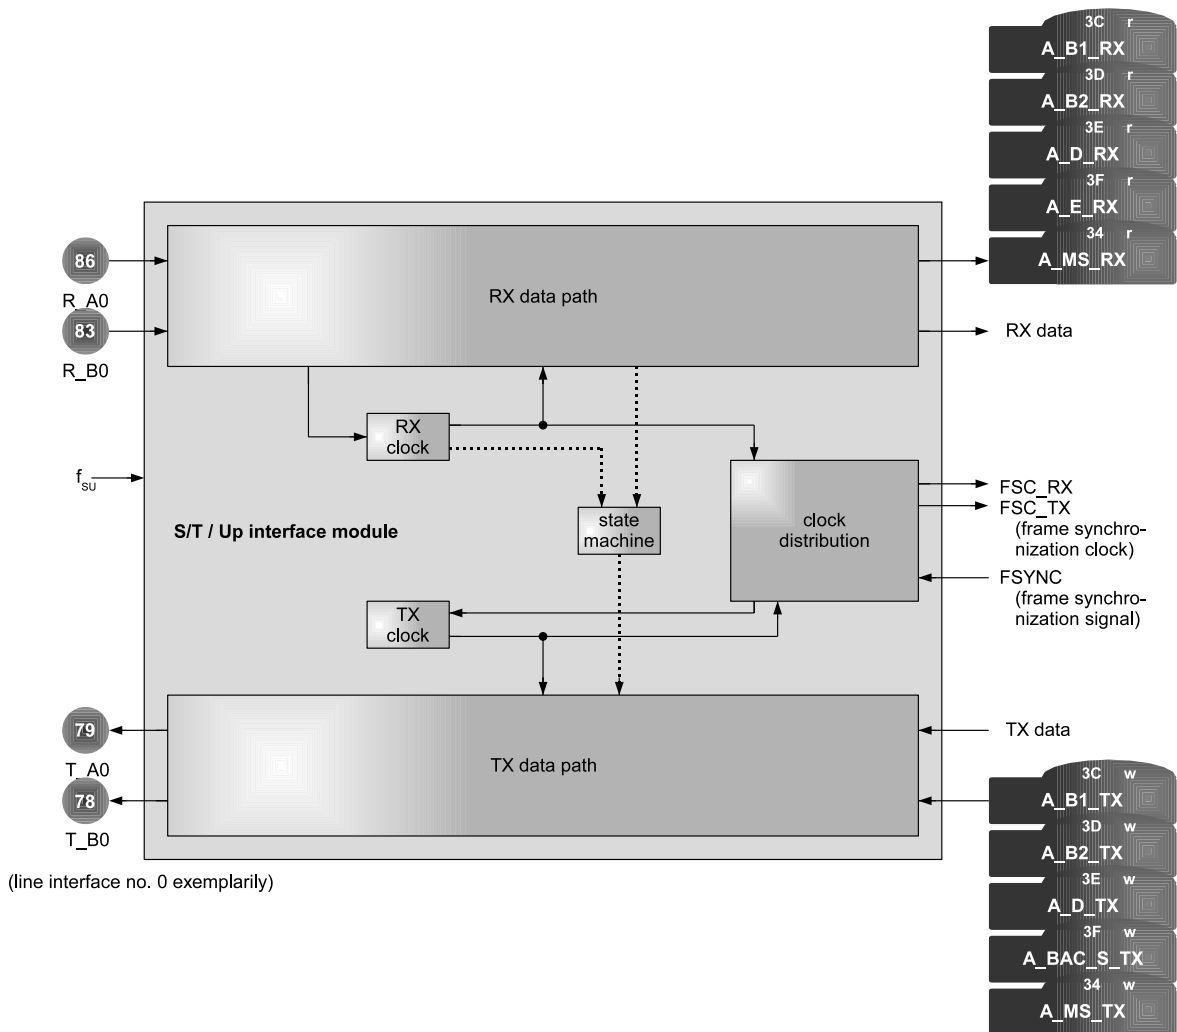 3C r
A_B1_RX
3D r
A_B2_RX
3E r
A_D_RX
3F r
A_E_RX
34 r
A_MS_RX
86
R_A0
83
R_B0
RX data path
RX data
RX
clock
f_SU
S/T / Up interface module
state
machine
clock
distribution
FSC_RX
FSC_TX
(frame synchro-
nization clock)
FSYNC
(frame synchro-
nization signal)
TX
clock
79
T_A0
78
T_B0
TX data path
TX data
3C w
A_B1_TX
3D w
A_B2_TX
3E w
A_D_TX
3F w
A_BAC_S_TX
34 w
A_MS_TX
(line interface no. 0 exemplarily)